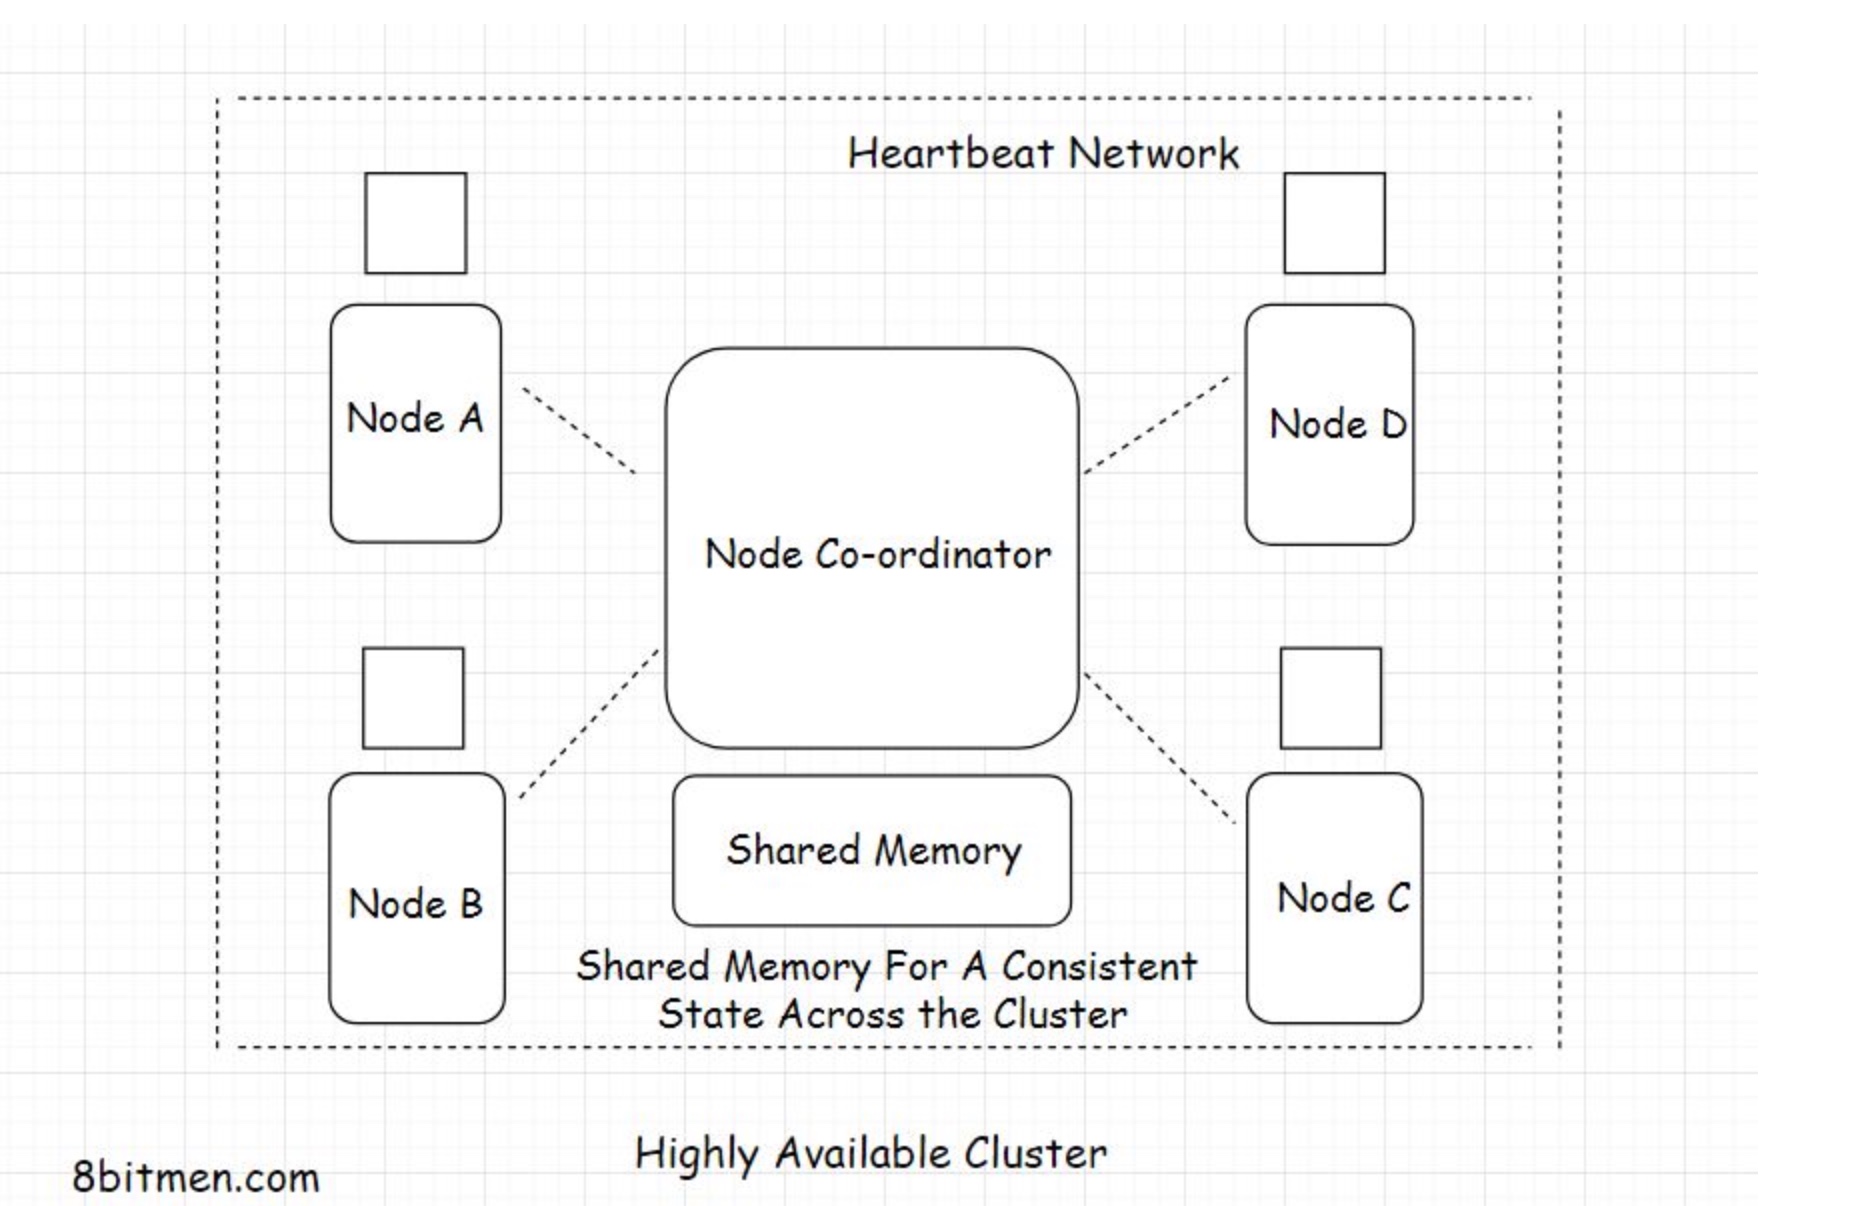 Heartbeat Network
Node A
Node D
Node Co-ordinator
Shared Memory
Node B
Node C
Shared Memory For A Consistent
State Across the Cluster
Highly Available Cluster
8bitmen.com